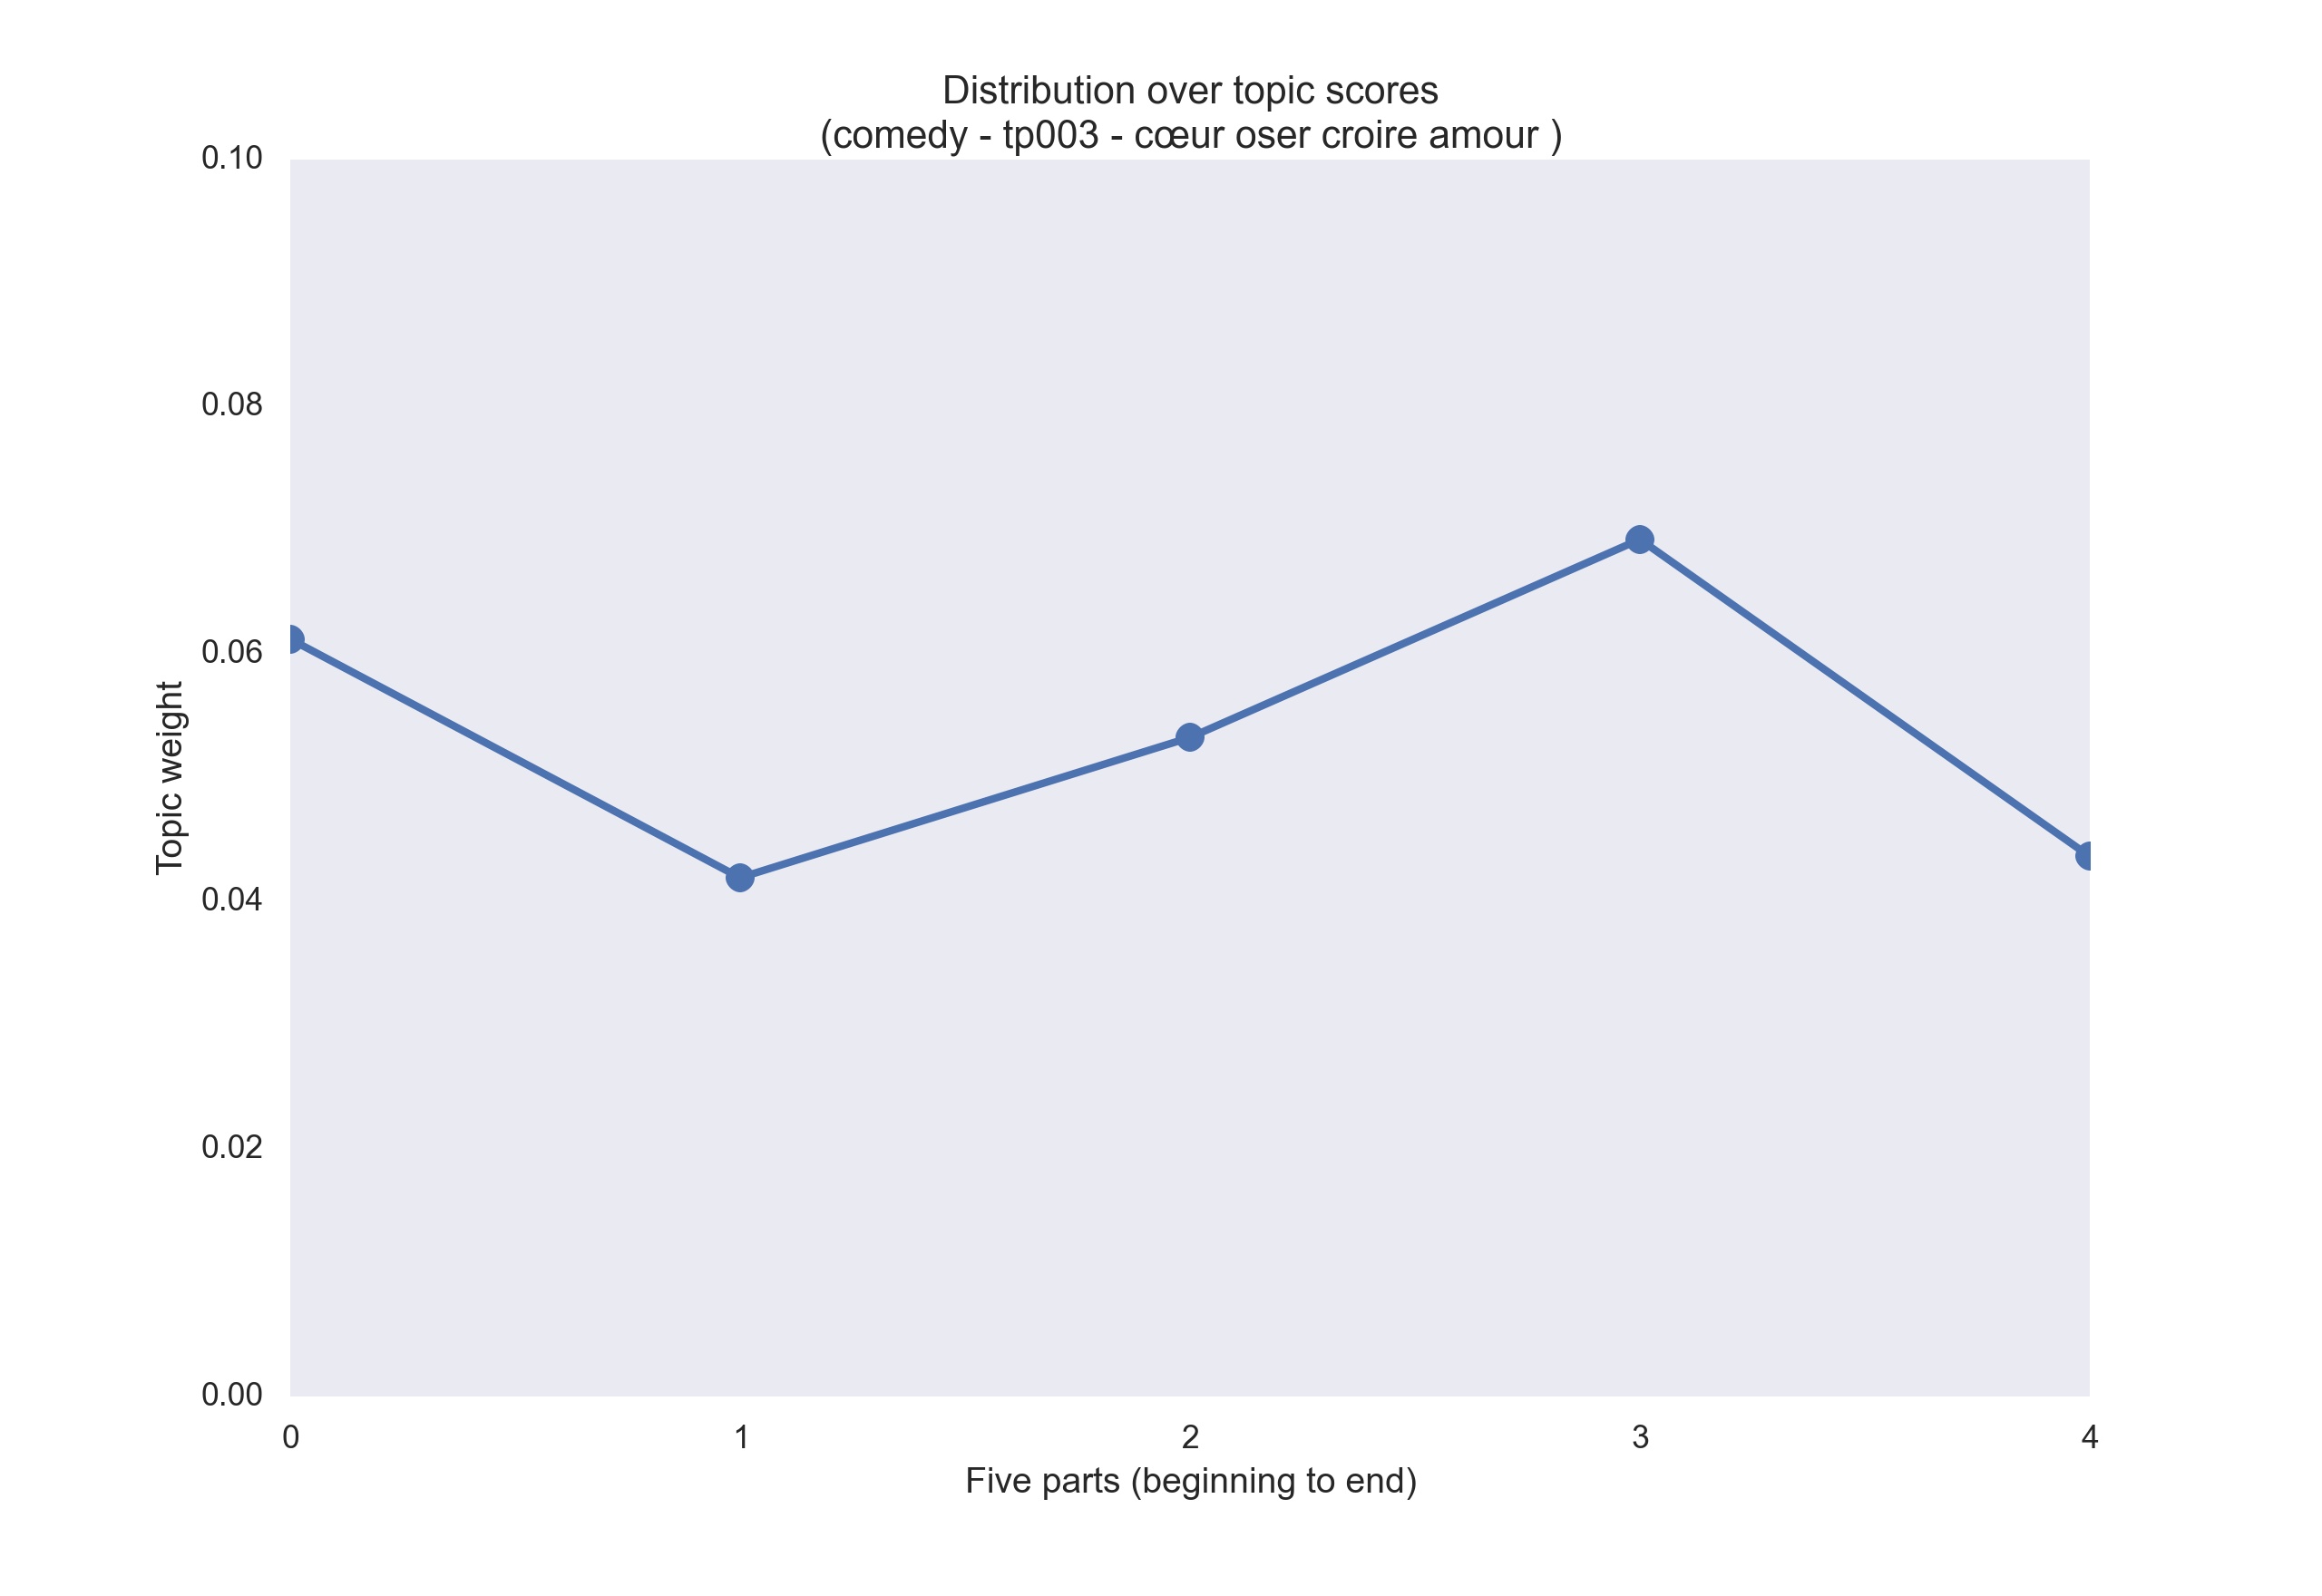 Distribution over topic scores
(comedy - tp003 - cœur oser croire amour )
0.10
0.08
0.06
0.04
0.02
0.00
Topic weight
0 1 2 3 4
Five parts (beginning to end)